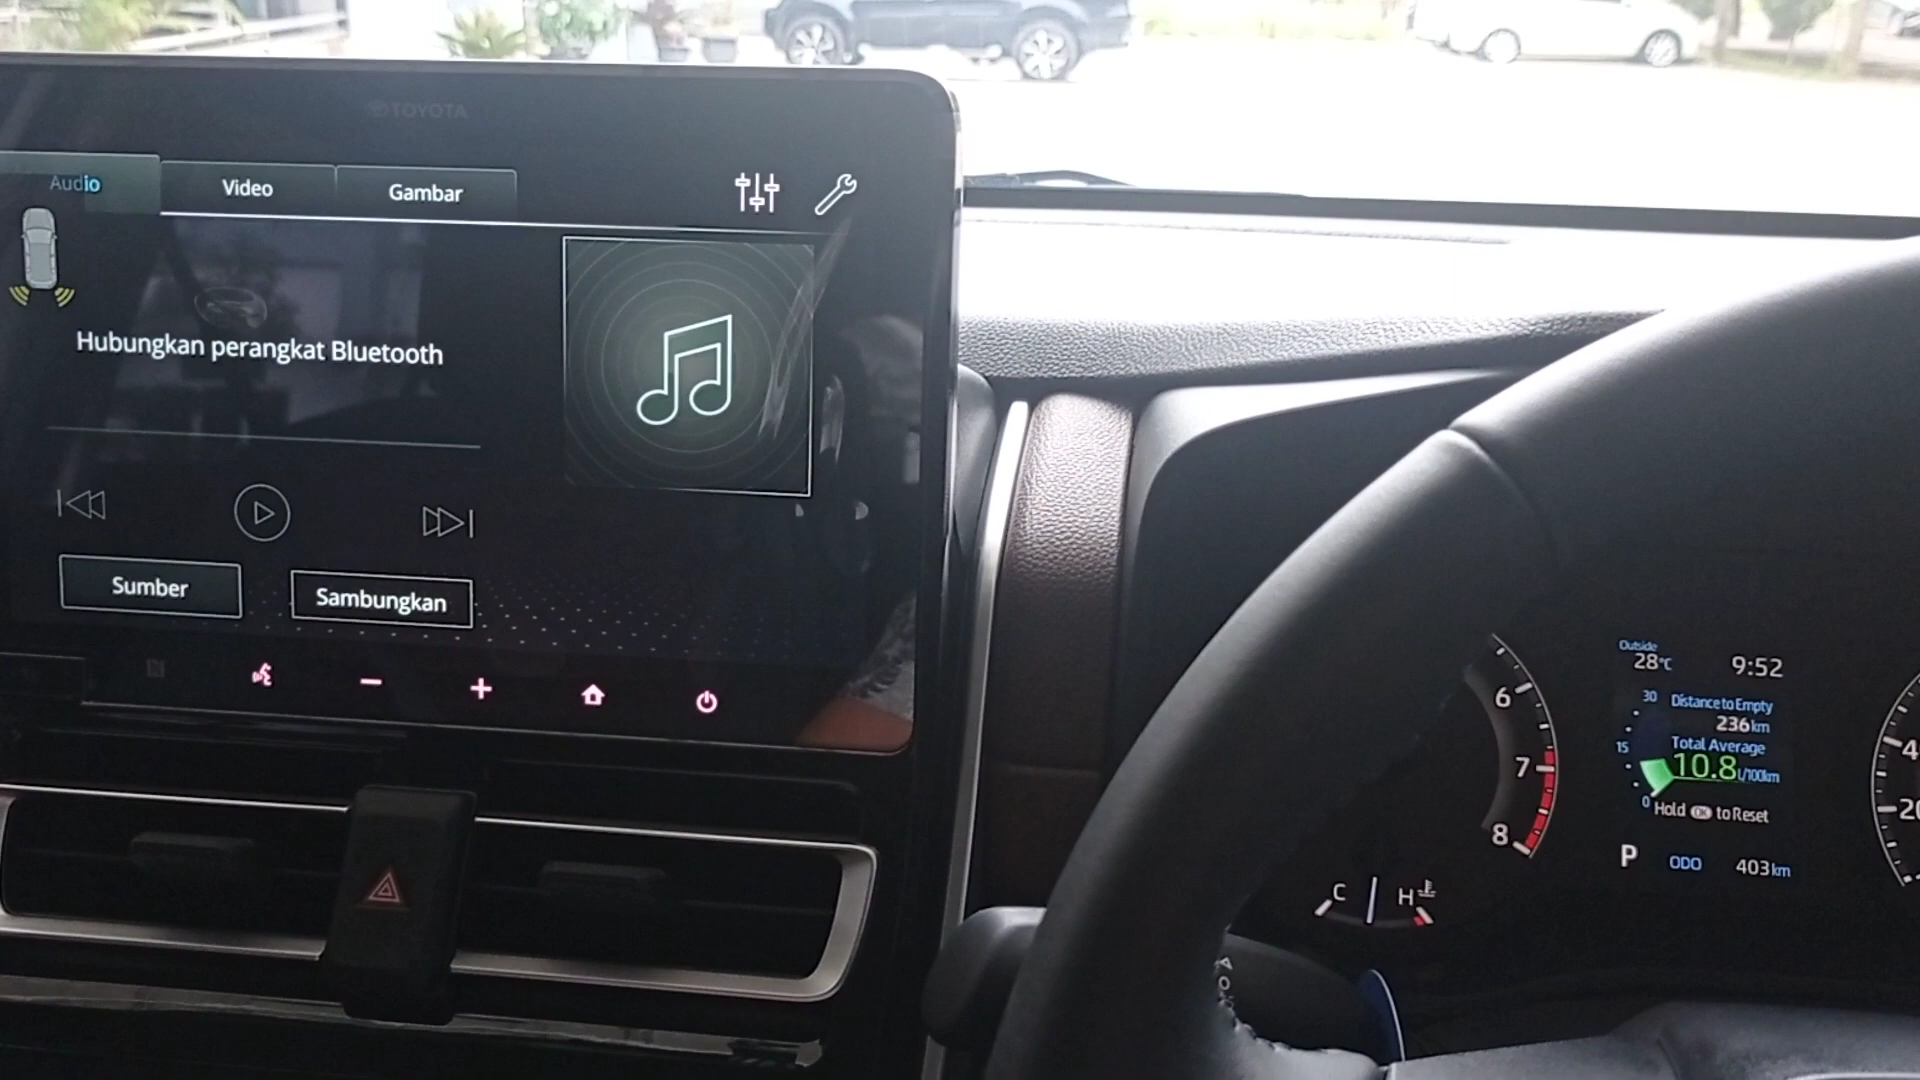 TOYOTA
Audio
Video
Gambar
Hubungkan perangkat Bluetooth
Sumber
Sambungkan
6
7
8
C
H
Outside
28°C
9:52
30
Distance to Empty
236 km
15
Total Average
10.8 L/100km
0
Hold OK to Reset
P
ODO
403 km
4
20